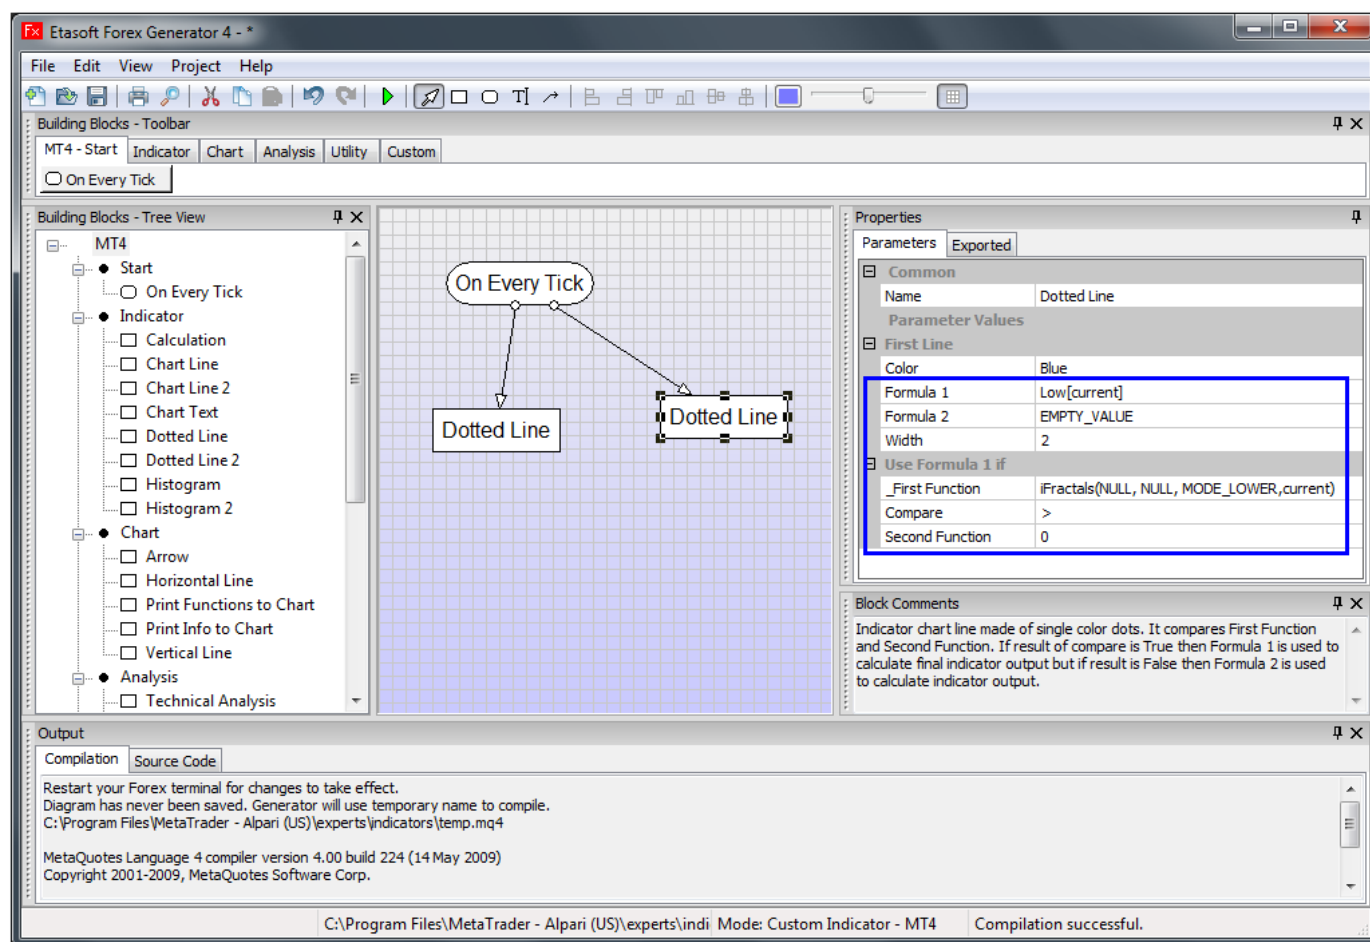 Etasoft Forex Generator 4 - *
File Edit View Project Help
Building Blocks - Toolbar
MT4 - Start Indicator Chart Analysis Utility Custom
On Every Tick
Building Blocks - Tree View
MT4
Start
On Every Tick
Indicator
Calculation
Chart Line
Chart Line 2
Chart Text
Dotted Line
Dotted Line 2
Histogram
Histogram 2
Chart
Arrow
Horizontal Line
Print Functions to Chart
Print Info to Chart
Vertical Line
Analysis
Technical Analysis
On Every Tick
Dotted Line
Dotted Line
Properties
Parameters Exported
Common
Name Dotted Line
Parameter Values
First Line
Color Blue
Formula 1 Low[current]
Formula 2 EMPTY_VALUE
Width 2
Use Formula 1 if
_First Function iFractals(NULL, NULL, MODE_LOWER,current)
Compare >
Second Function 0
Block Comments
Indicator chart line made of single color dots. It compares First Function
and Second Function. If result of compare is True then Formula 1 is used to
calculate final indicator output but if result is False then Formula 2 is used
to calculate indicator output.
Output
Compilation Source Code
Restart your Forex terminal for changes to take effect.
Diagram has never been saved. Generator will use temporary name to compile.
C:\Program Files\MetaTrader - Alpari (US)\experts\indicators\temp.mq4
MetaQuotes Language 4 compiler version 4.00 build 224 (14 May 2009)
Copyright 2001-2009, MetaQuotes Software Corp.
C:\Program Files\MetaTrader - Alpari (US)\experts\indi Mode: Custom Indicator - MT4 Compilation successful.